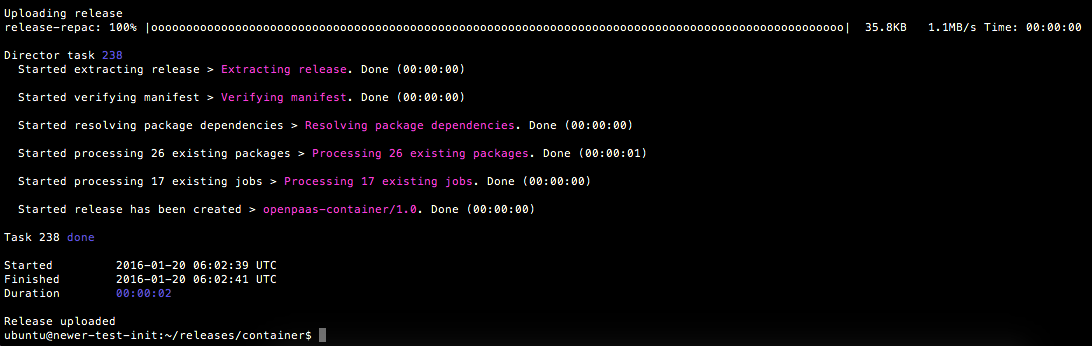 Uploading release
release-repac: 100% |ooooooooooooooooooooooooooooooooooooooooooooooooooooooooooooooooooooooooooooooooooooooooooooooooooo| 35.8KB 1.1MB/s Time: 00:00:00
Director task 238
Started extracting release > Extracting release. Done (00:00:00)
Started verifying manifest > Verifying manifest. Done (00:00:00)
Started resolving package dependencies > Resolving package dependencies. Done (00:00:00)
Started processing 26 existing packages > Processing 26 existing packages. Done (00:00:01)
Started processing 17 existing jobs > Processing 17 existing jobs. Done (00:00:00)
Started release has been created > openpaas-container/1.0. Done (00:00:00)
Task 238 done
Started 2016-01-20 06:02:39 UTC
Finished 2016-01-20 06:02:41 UTC
Duration 00:00:02
Release uploaded
ubuntu@newer-test-init:~/releases/container$